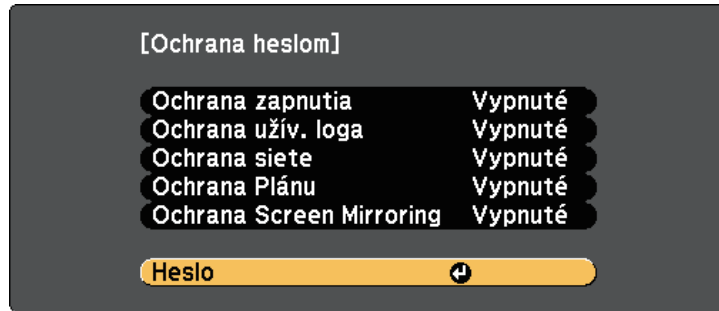 [Ochrana heslom]
Ochrana zapnutia Vypnuté
Ochrana užív. loga Vypnuté
Ochrana siete Vypnuté
Ochrana Plánu Vypnuté
Ochrana Screen Mirroring Vypnuté
Heslo